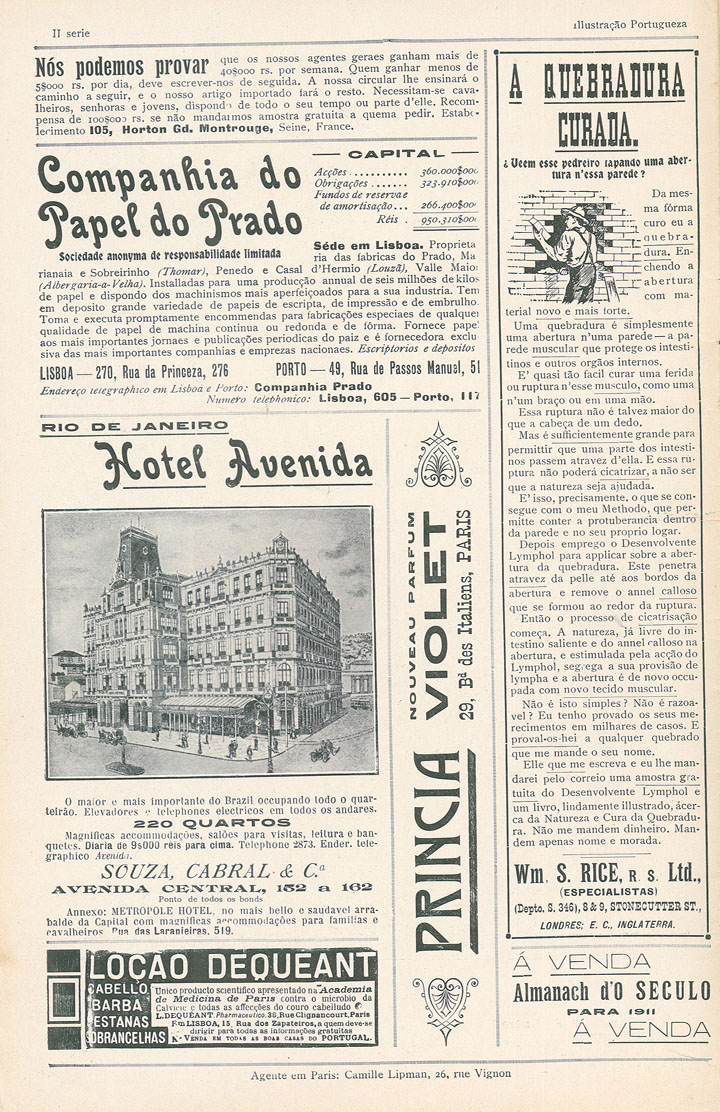 II serie
Illustração Portugueza
Nós podemos provar que os nossos agentes geraes ganham mais de
40$000 rs. por semana. Quem ganhar menos de
5$000 rs. por dia, deve escrever-nos de seguida. A nossa circular lhe ensinará o
caminho a seguir, e o nosso artigo importado fará o resto. Necessitam-se cava-
lheiros, senhoras e jovens, dispondo de todo o seu tempo ou parte d'elle. Recom-
pensa de 100$000 rs. se não mandarmos amostra gratuita a quema pedir. Estabe-
lecimento 105, Horton Gd. Montrouge, Seine, France.
Companhia do
Papel do Prado
Sociedade anonyma de responsabilidade limitada
CAPITAL
Acções .......... 360.000$000
Obrigações ....... 323.910$000
Fundos de reserva e
de amortisação... 266.400$000
Réis . 950.310$000
Séde em Lisboa. Proprieta
ria das fabricas do Prado, Ma
rianaia e Sobreirinho (Thomar), Penedo e Casal d'Hermio (Louzã), Valle Maior
(Albergaria-a-Velha). Installadas para uma producção annual de seis milhões de kilos
de papel e dispondo dos machinismos mais aperfeiçoados para a sua industria. Tem
em deposito grande variedade de papeis de escripta, de impressão e de embrulho.
Toma e executa promptamente encommendas para fabricações especiaes de qualquer
qualidade de papel de machina continua ou redonda e de fôrma. Fornece papel
aos mais importantes jornaes e publicações periodicas do paiz e é fornecedora exclu
siva das mais importantes companhias e emprezas nacionaes. Escriptorios e depositos
LISBOA — 270, Rua da Princeza, 276 PORTO — 49, Rua de Passos Manual, 51
Endereço telegraphico em Lisboa e Porto: Companhia Prado
Numero telephonico: Lisboa, 605 — Porto, 117
RIO DE JANEIRO
Hotel Avenida
O maior e mais importante do Brazil occupando todo o quar-
teirão. Elevadores e telephones electricos em todos os andares.
220 QUARTOS
Magnificas accommodações, salões para visitas, leitura e ban-
quetes. Diaria de 9$000 réis para cima. Telephone 2873. Ender. tele-
graphico Avenida.
SOUZA, CABRAL & C.ª
AVENIDA CENTRAL, 152 a 162
Ponto de todos os bonds
Annexo: METROPOLE HOTEL, no mais bello e saudavel arra-
balde da Capital com magnificas accommodações para familias e
cavalheiros Rua das Laranjeiras, 519.
LOÇÃO DEQUEANT
CABELLO
BARBA
PESTANAS
SOBRANCELHAS
Unico producto scientifico apresentado na Academia
de Medicina de Paris contra o microbio da
Calvicie e todas as affecções do couro cabelludo
L. DEQUEANT, Pharmaceutico, 38, Rue Clignancourt, Paris
Em LISBOA, 15, Rua dos Zapateiros, a quem deve-se
dirigir para todas as informações gratuitas
VENDA EM TODAS AS BOAS CASAS DO PORTUGAL.
NOUVEAU PARFUM
PRINCIA VIOLET
29, Bd des Italiens, PARIS
A QUEBRADURA
CURADA.
¿ Veem esse pedreiro tapando uma aber-
tura n'essa parede ?
Da mes-
ma fórma
curo eu a
quebra-
dura. En-
chendo a
abertura
com ma-
terial novo e mais forte.
Uma quebradura é simplesmente
uma abertura n'uma parede — a pa-
rede muscular que protege os intesti-
tinos e outros orgãos internos.
E' quasi tão facil curar uma ferida
ou ruptura n'esse musculo, como uma
n'um braço ou em uma mão.
Essa ruptura não é talvez maior do
que a cabeça de um dedo.
Mas é sufficientemente grande para
permittir que uma parte dos intesti-
nos passem atravez d'ella. E essa ru-
ptura não poderá cicatrizar, a não ser
que a natureza seja ajudada.
E' isso, precisamente, o que se con-
segue com o meu Methodo, que per-
mitte conter a protuberancia dentro
da parede e no seu proprio logar.
Depois emprego o Desenvolvente
Lymphol para applicar sobre a aber-
tura da quebradura. Este penetra
atravez da pelle até aos bordos da
abertura e remove o annel calloso
que se formou ao redor da ruptura.
Então o processo de cicatrisação
começa. A natureza, já livre do in-
testino saliente e do annel calloso na
abertura, e estimulada pela acção do
Lymphol, segrega a sua provisão de
lympha e a abertura é de novo occu-
pada com novo tecido muscular.
Não é isto simples ? Não é razoa-
vel ? Eu tenho provado os seus me-
recimentos em milhares de casos. E
proval-os-hei a qualquer quebrado
que me mande o seu nome.
Elle que me escreva e eu lhe man-
darei pelo correio uma amostra gra-
tuita do Desenvolvente Lymphol e
um livro, lindamente illustrado, ácer-
ca da Natureza e Cura da Quebradu-
ra. Não me mandem dinheiro. Man-
dem apenas nome e morada.
Wm. S. RICE, R. S. Ltd.,
(ESPECIALISTAS)
(Depto. S. 346), 8 & 9, STONECUTTER ST.,
LONDRES; E. C., INGLATERRA.
Á VENDA
Almanach d'O SECULO
PARA 1911
Á VENDA
Agente em Paris: Camille Lipman, 26, rue Vignon